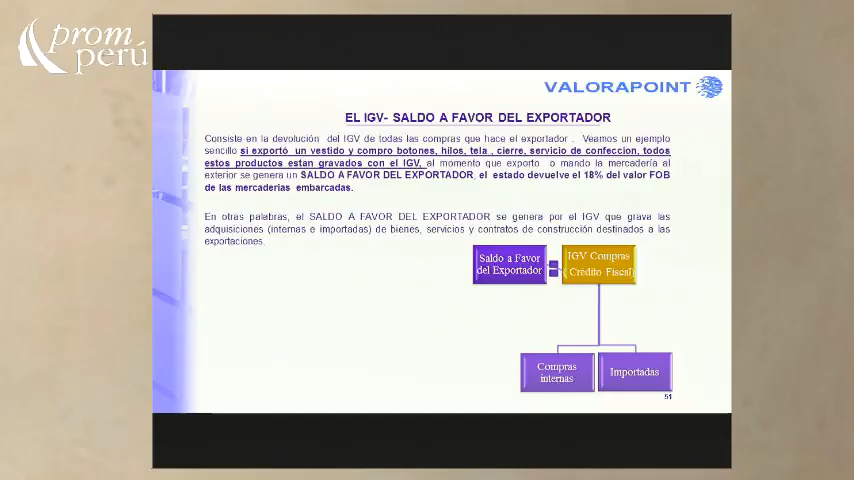 prom
perú
VALORAPOINT
EL IGV- SALDO A FAVOR DEL EXPORTADOR
Consiste en la devolución del IGV de todas las compras que hace el exportador . Veamos un ejemplo
sencillo si exportó un vestido y compro botones, hilos, tela , cierre, servicio de confeccion, todos
estos productos estan gravados con el IGV, al momento que exporto o mando la mercadería al
exterior se genera un SALDO A FAVOR DEL EXPORTADOR, el estado devuelve el 18% del valor FOB
de las mercaderias embarcadas.
En otras palabras, el SALDO A FAVOR DEL EXPORTADOR se genera por el IGV que grava las
adquisiciones (internas e importadas) de bienes, servicios y contratos de construcción destinados a las
exportaciones.
Saldo a Favor
del Exportador
=
IGV Compras
(Crédito Fiscal)
Compras
internas
Importadas
51